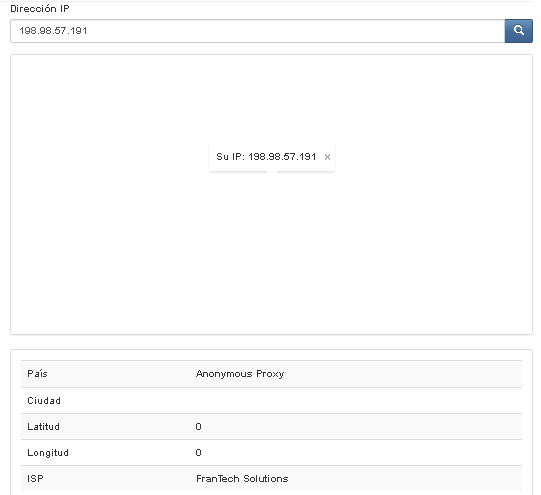 Dirección IP
198.98.57.191
Su IP: 198.98.57.191 ×
País Anonymous Proxy
Ciudad
Latitud 0
Longitud 0
ISP FranTech Solutions